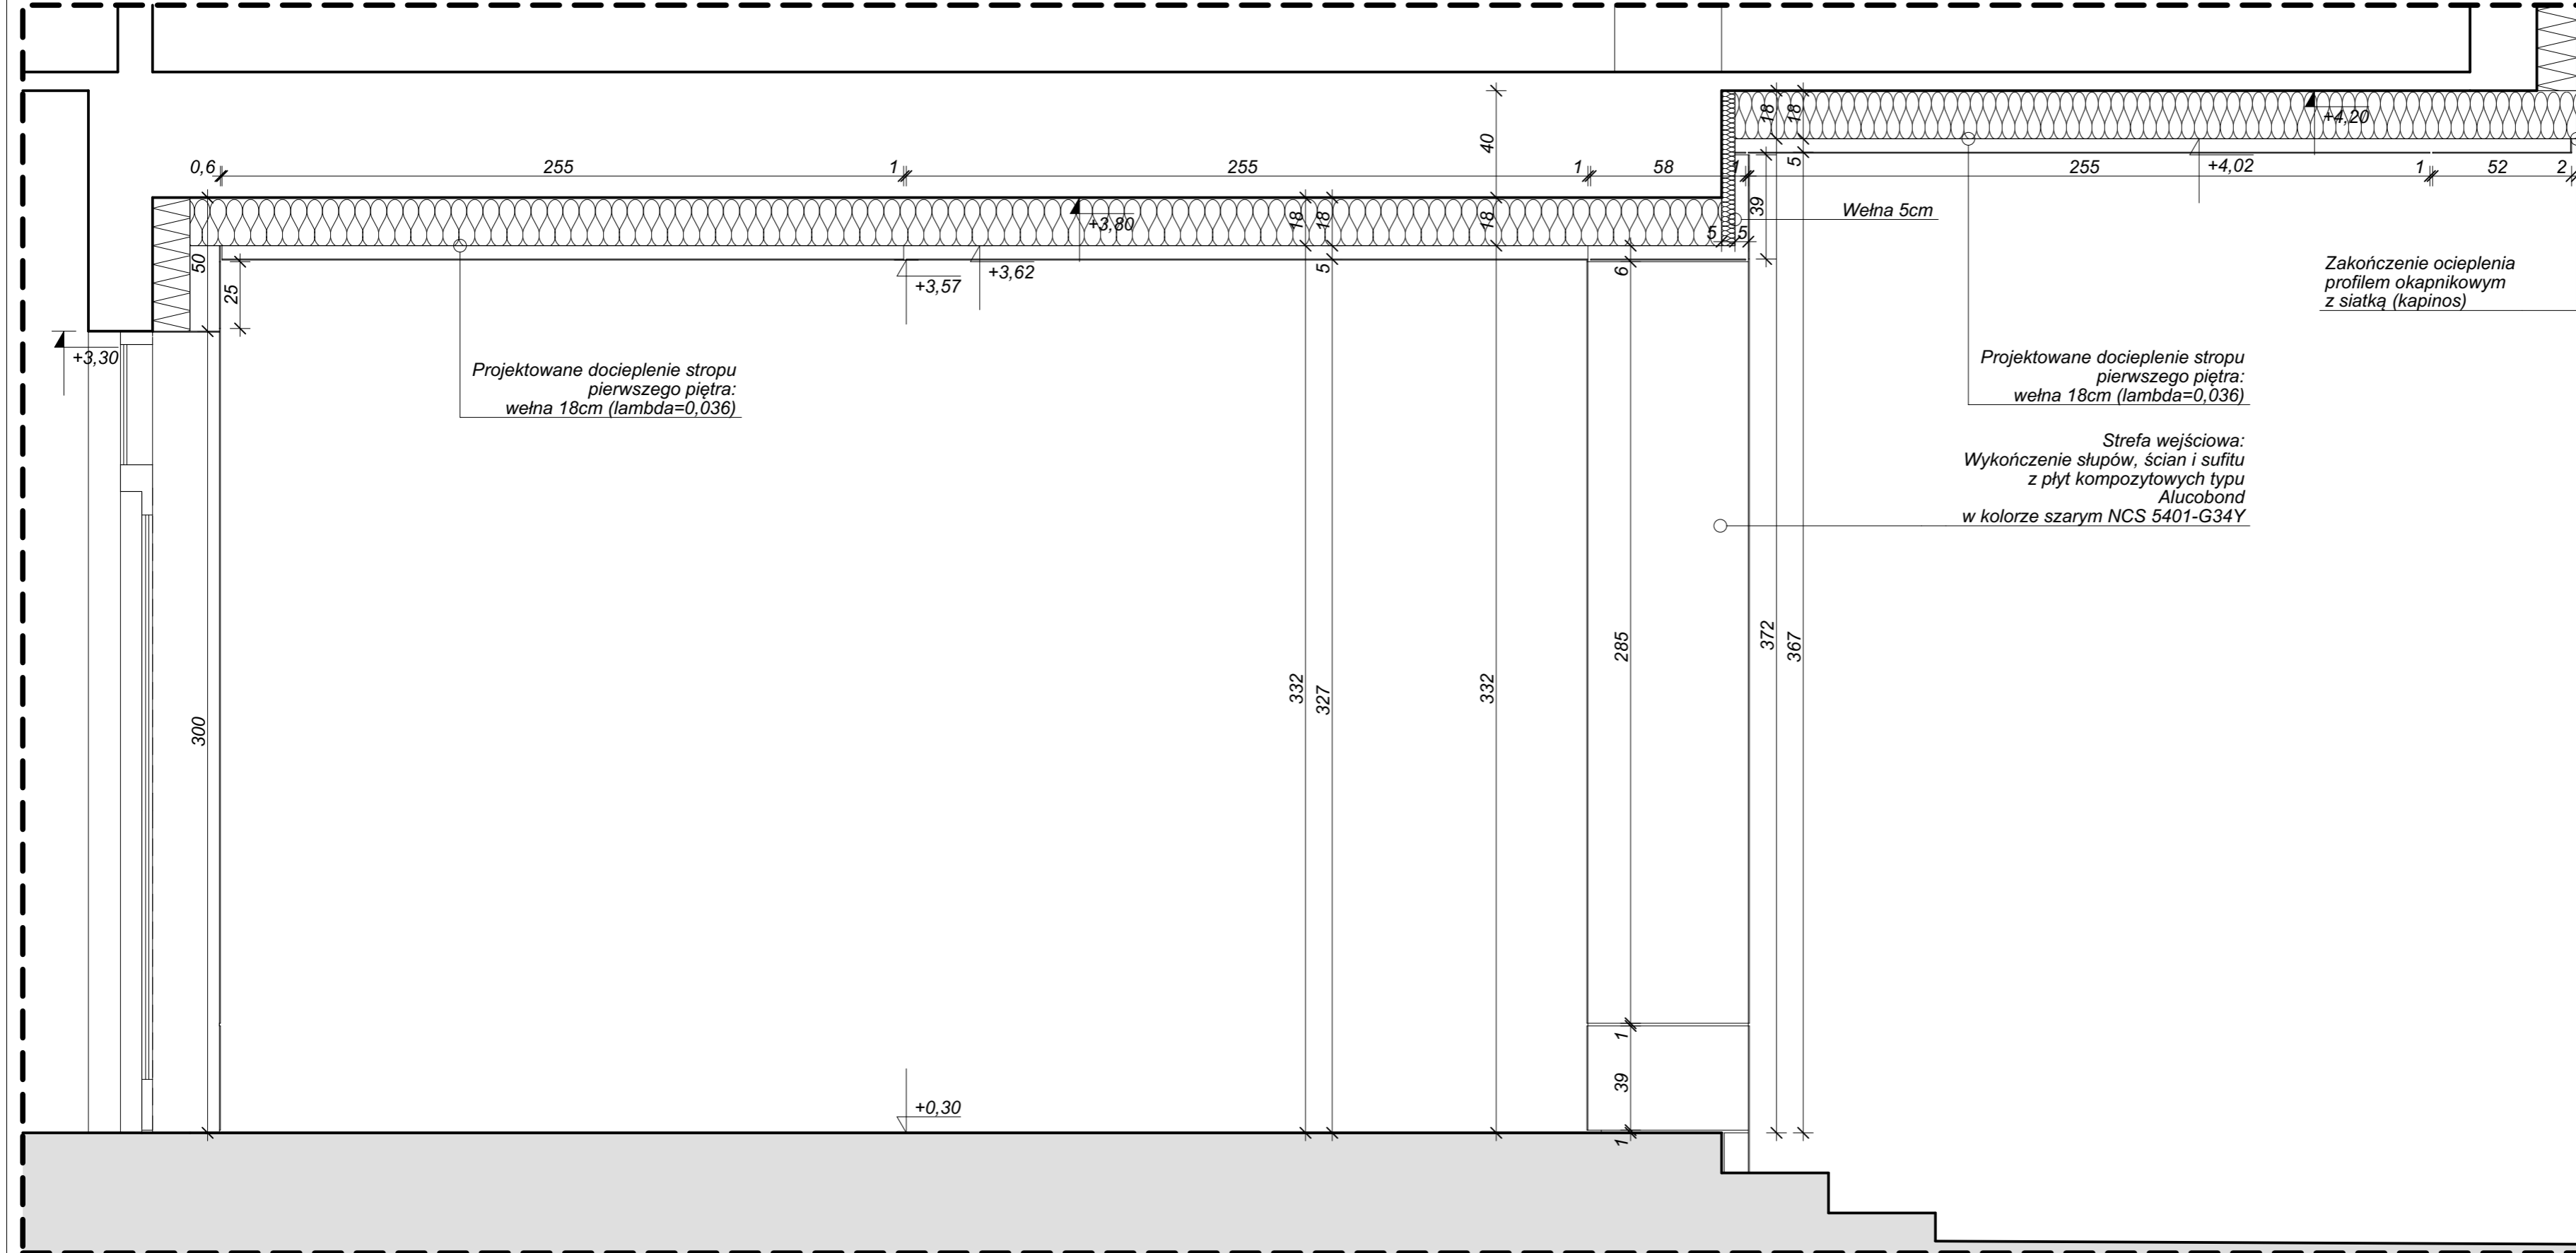 40
18
18
+4,20
0,6
255
1
255
1
58
1
5
+4,02
255
1
52
2
39
Wełna 5cm
18
18
18
+3,80
5
5
50
25
+3,57
+3,62
5
6
Zakończenie ocieplenia
profilem okapnikowym
z siatką (kapinos)
+3,30
Projektowane docieplenie stropu
pierwszego piętra:
wełna 18cm (lambda=0,036)
Projektowane docieplenie stropu
pierwszego piętra:
wełna 18cm (lambda=0,036)
Strefa wejściowa:
Wykończenie słupów, ścian i sufitu
z płyt kompozytowych typu
Alucobond
w kolorze szarym NCS 5401-G34Y
300
332
327
332
285
372
367
1
39
+0,30
1